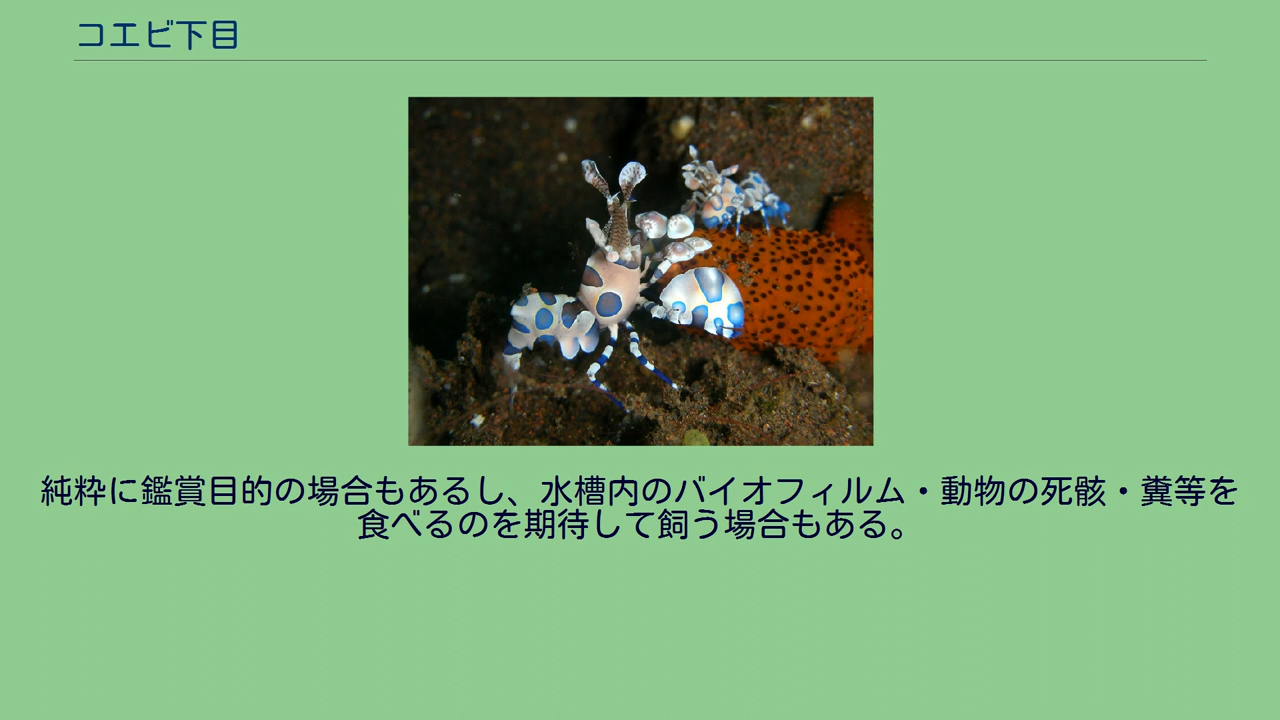 コエビ下目
純粋に鑑賞目的の場合もあるし、水槽内のバイオフィルム・動物の死骸・糞等を
食べるのを期待して飼う場合もある。